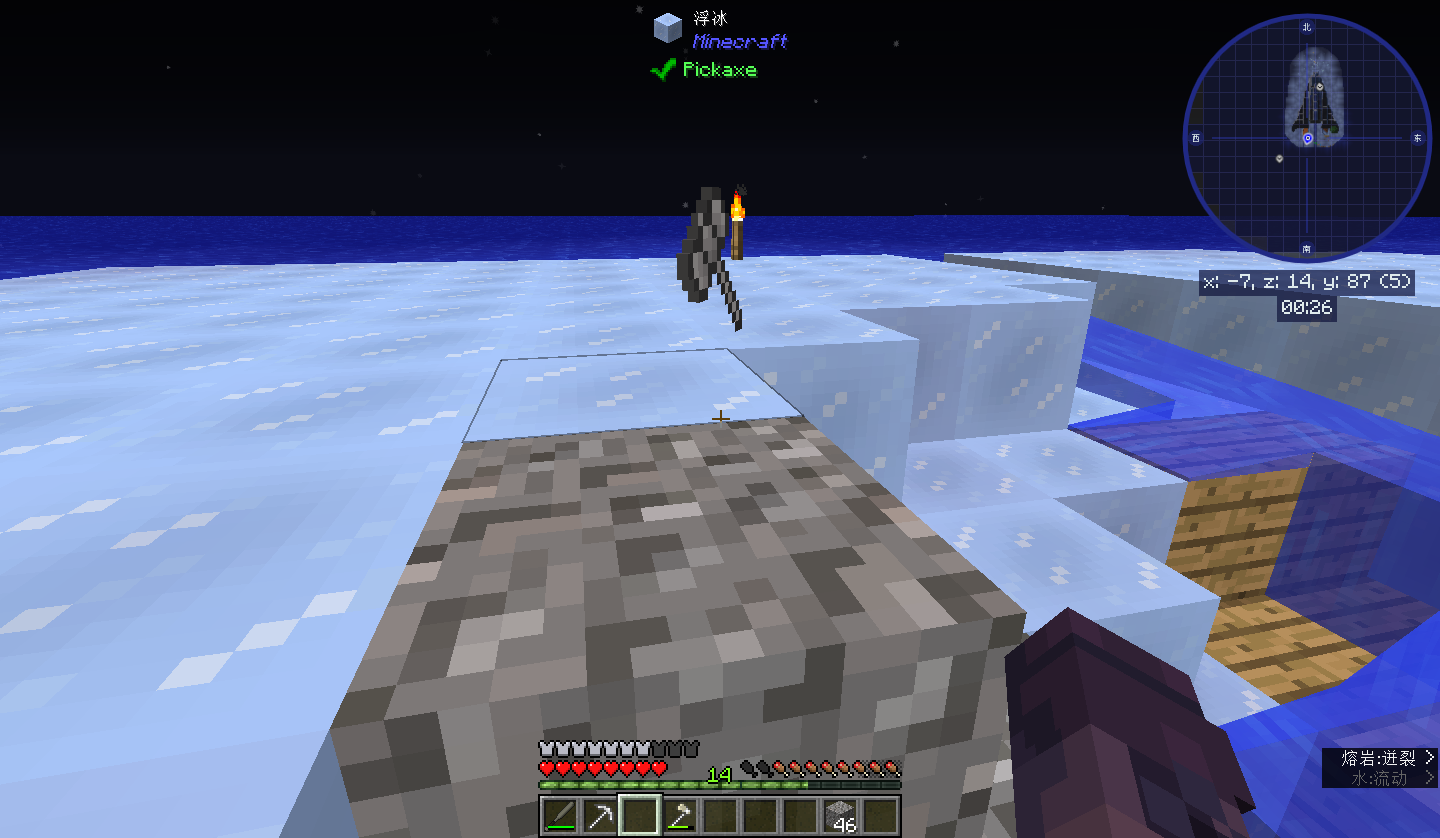 浮冰
Minecraft
Pickaxe
北
西
东
南
x: -7, z: 14, y: 87 (5)
00:26
熔岩:迸裂 >
水:流动 >
14
46